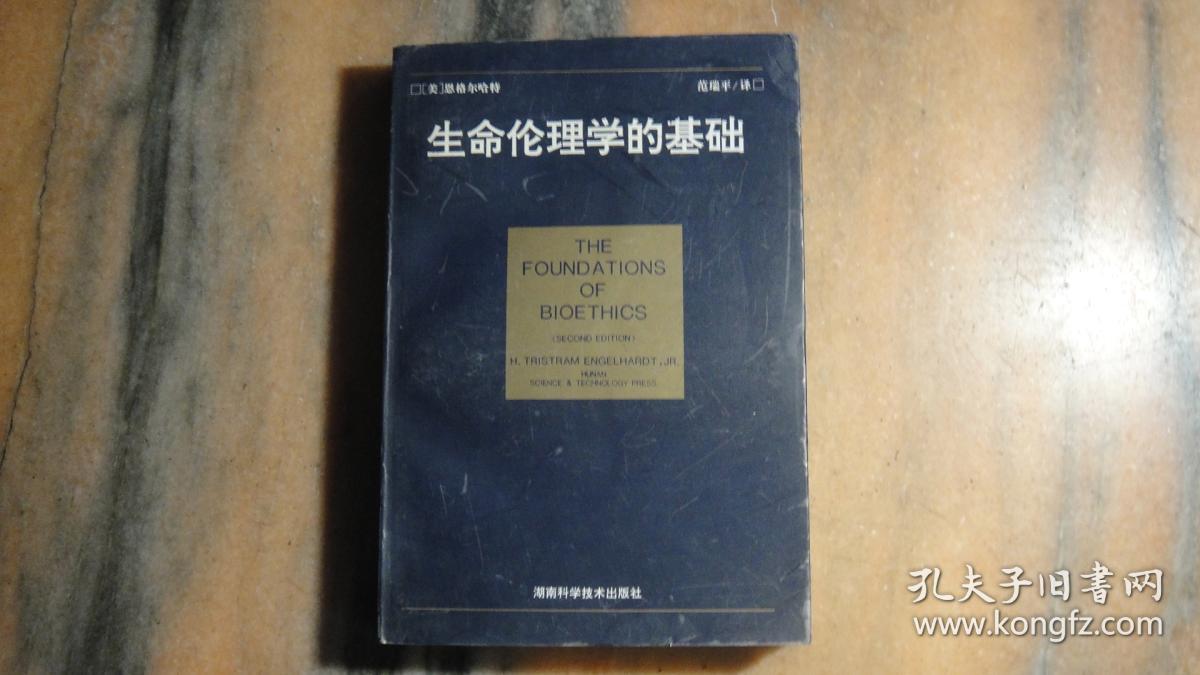 □[美]恩格尔哈特
范瑞平/译□
生命伦理学的基础
THE
FOUNDATIONS
OF
BIOETHICS
(SECOND EDITION)
H. TRISTRAM ENGELHARDT, JR.
HUNAN
SCIENCE & TECHNOLOGY PRESS.
湖南科学技术出版社
孔夫子旧书网
www.kongfz.com